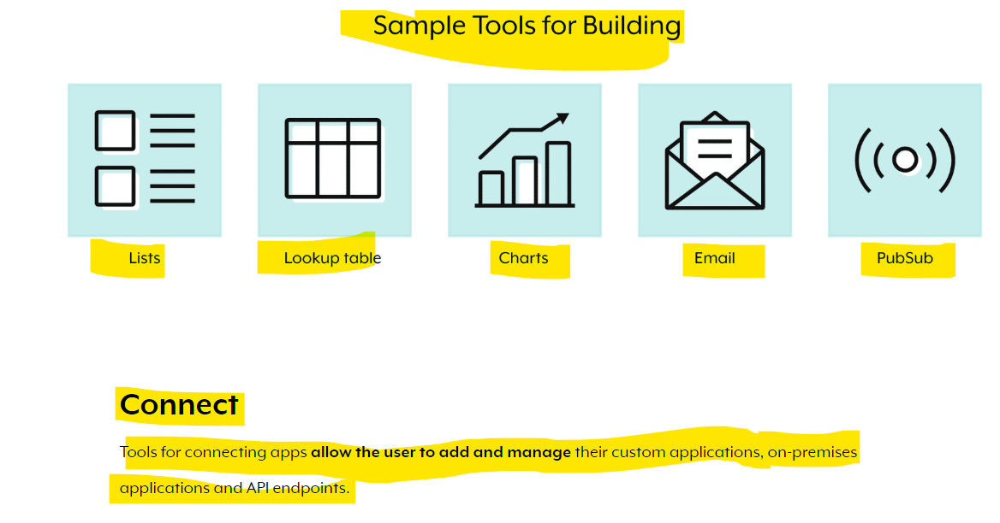 Sample Tools for Building
Lists
Lookup table
Charts
Email
PubSub
Connect
Tools for connecting apps allow the user to add and manage their custom applications, on-premises
applications and API endpoints.